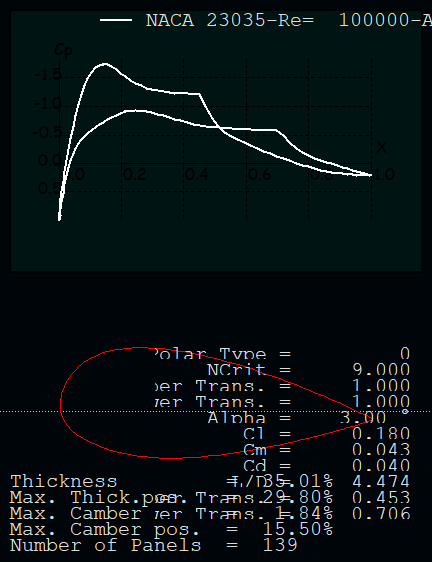 NACA 23035-Re= 100000-A
Cp
-1.5
-1.0
-0.5
0.0
0.5
0.2
0.4
0.6
1.0
X
Polar Type = 0
NCrit = 9.000
per Trans. = 1.000
wer Trans. = 1.000
Alpha = 3.00 °
Cl = 0.180
Cm = 0.043
Cd = 0.040
L/D = 4.474
Thickness = 35.01%
Max. Thick.pos. = 29.80%
per Trans. = 0.453
Max. Camber = 1.84%
wer Trans. = 0.706
Max. Camber pos. = 15.50%
Number of Panels = 139